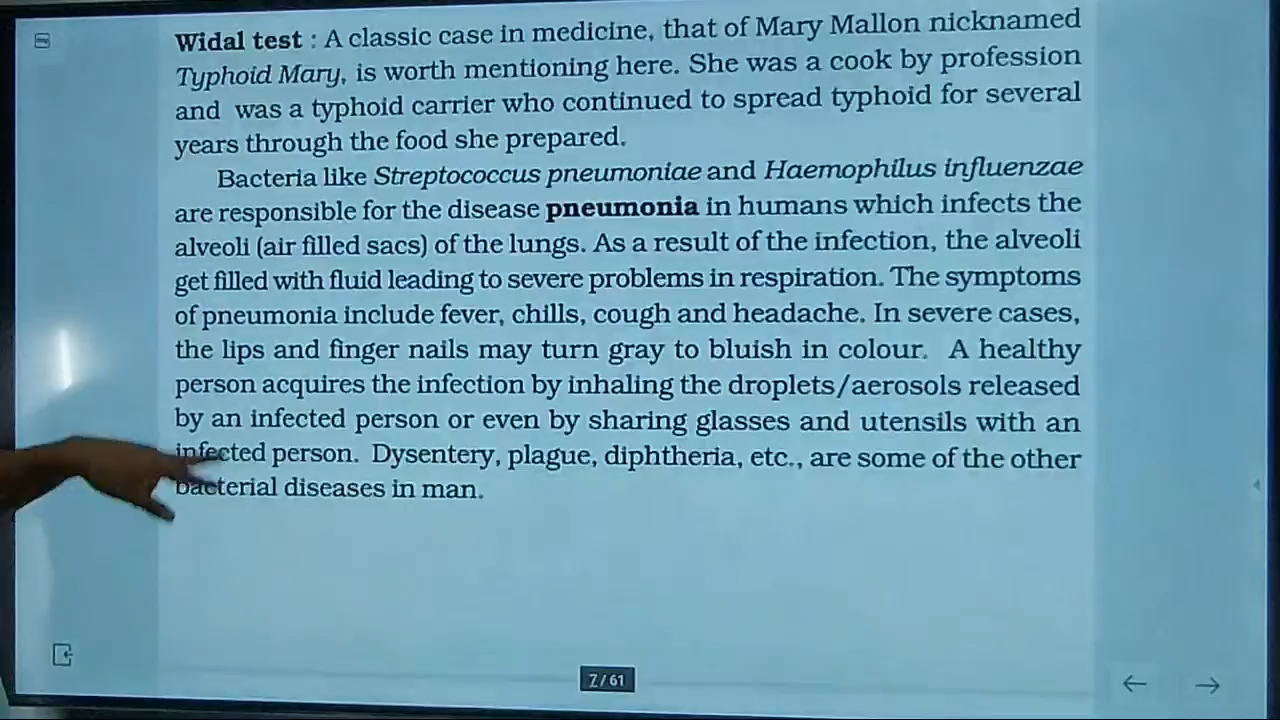 Widal test : A classic case in medicine, that of Mary Mallon nicknamed
Typhoid Mary, is worth mentioning here. She was a cook by profession
and was a typhoid carrier who continued to spread typhoid for several
years through the food she prepared.
Bacteria like Streptococcus pneumoniae and Haemophilus influenzae
are responsible for the disease pneumonia in humans which infects the
alveoli (air filled sacs) of the lungs. As a result of the infection, the alveoli
get filled with fluid leading to severe problems in respiration. The symptoms
of pneumonia include fever, chills, cough and headache. In severe cases,
the lips and finger nails may turn gray to bluish in colour. A healthy
person acquires the infection by inhaling the droplets/aerosols released
by an infected person or even by sharing glasses and utensils with an
infected person. Dysentery, plague, diphtheria, etc., are some of the other
bacterial diseases in man.
7/61